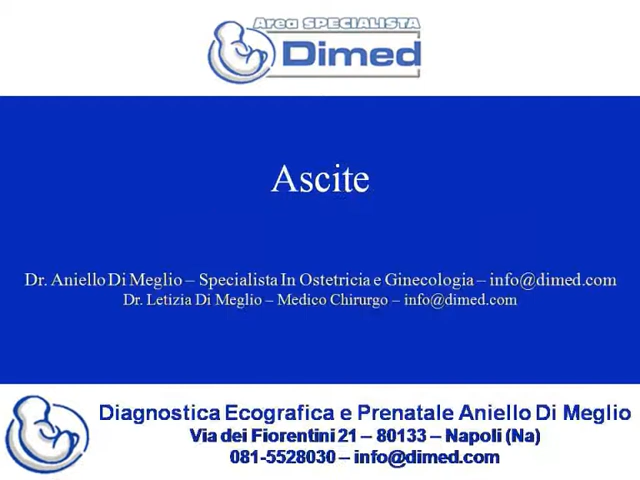 Area SPECIALISTA
Dimed
Ascite
Dr. Aniello Di Meglio – Specialista In Ostetricia e Ginecologia – info@dimed.com
Dr. Letizia Di Meglio – Medico Chirurgo – info@dimed.com
Diagnostica Ecografica e Prenatale Aniello Di Meglio
Via dei Fiorentini 21 – 80133 – Napoli (Na)
081-5528030 – info@dimed.com